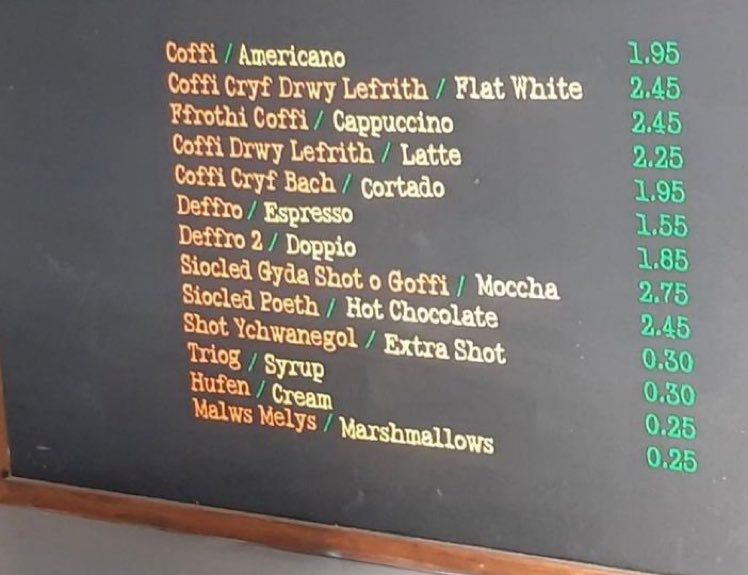 Coffi / Americano 1.95
Coffi Cryf Drwy Lefrith / Flat White 2.45
Ffrothi Coffi / Cappuccino 2.45
Coffi Drwy Lefrith / Latte 2.25
Coffi Cryf Bach / Cortado 1.95
Deffro / Espresso 1.55
Deffro 2 / Doppio 1.85
Siocled Gyda Shot o Goffi / Moccha 2.75
Siocled Poeth / Hot Chocolate 2.45
Shot Ychwanegol / Extra Shot 0.30
Triog / Syrup 0.30
Hufen / Cream 0.25
Malws Melys / Marshmallows 0.25